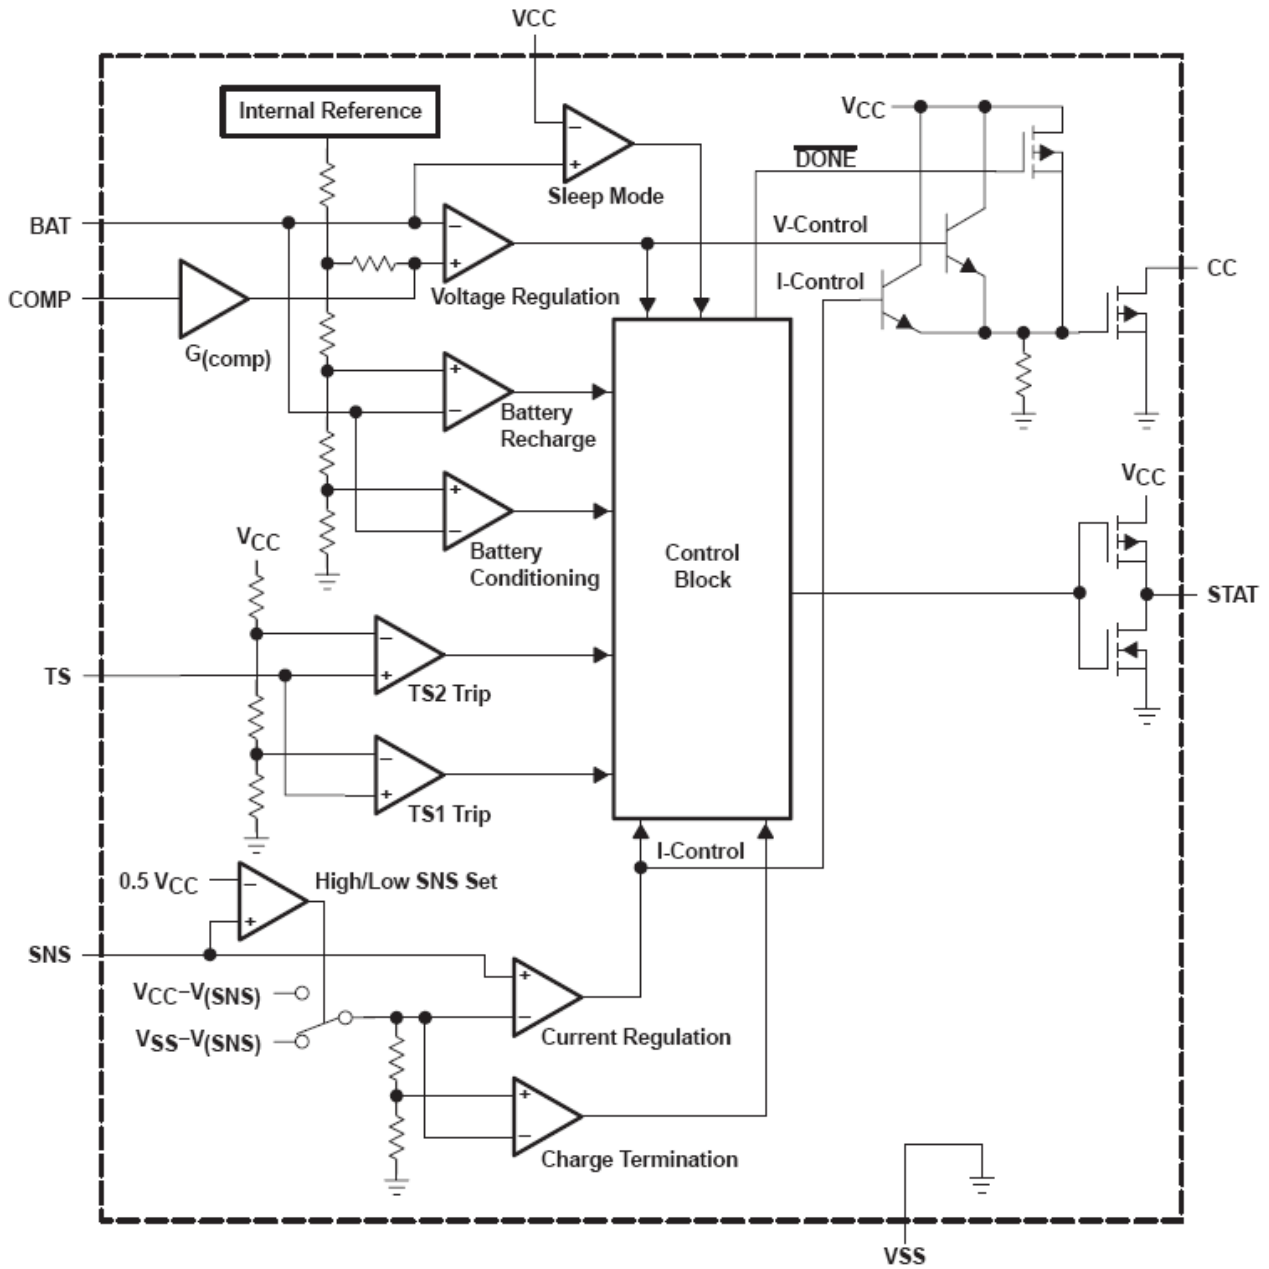 VCC
Internal Reference
VCC
DONE
−
+
Sleep Mode
BAT
−
+
V-Control
CC
COMP
Voltage Regulation
I-Control
G(comp)
+
−
Battery
Recharge
VCC
+
−
VCC
Battery
Conditioning
Control
Block
STAT
−
+
TS
TS2 Trip
−
+
TS1 Trip
I-Control
0.5 VCC
−
+
High/Low SNS Set
SNS
+
−
VCC−V(SNS)
VSS−V(SNS)
Current Regulation
+
−
Charge Termination
VSS